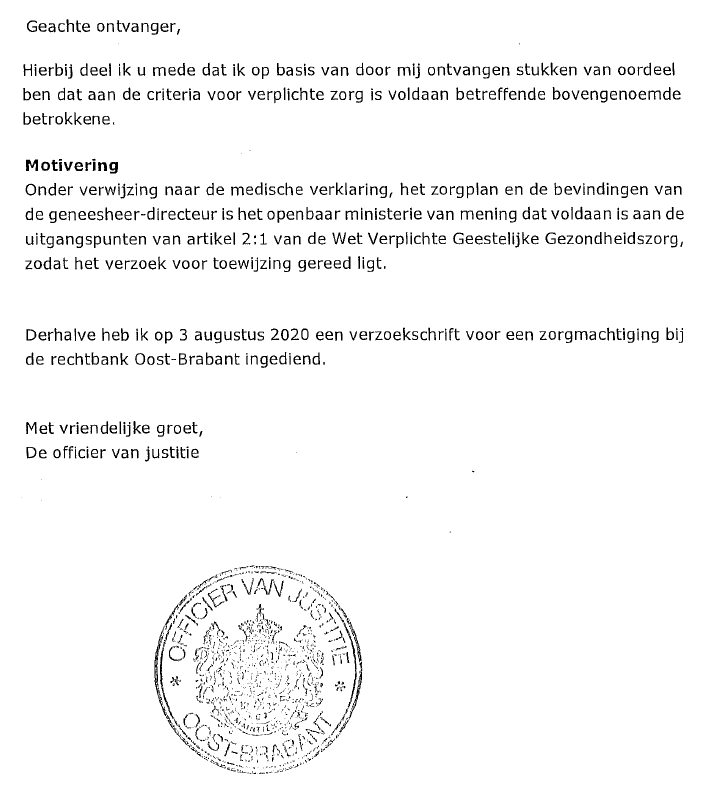 Geachte ontvanger,
Hierbij deel ik u mede dat ik op basis van door mij ontvangen stukken van oordeel
ben dat aan de criteria voor verplichte zorg is voldaan betreffende bovengenoemde
betrokkene.
Motivering
Onder verwijzing naar de medische verklaring, het zorgplan en de bevindingen van
de geneesheer-directeur is het openbaar ministerie van mening dat voldaan is aan de
uitgangspunten van artikel 2:1 van de Wet Verplichte Geestelijke Gezondheidszorg,
zodat het verzoek voor toewijzing gereed ligt.
Derhalve heb ik op 3 augustus 2020 een verzoekschrift voor een zorgmachtiging bij
de rechtbank Oost-Brabant ingediend.
Met vriendelijke groet,
De officier van justitie
OFFICIER VAN JUSTITIE
* *
OOST-BRABANT